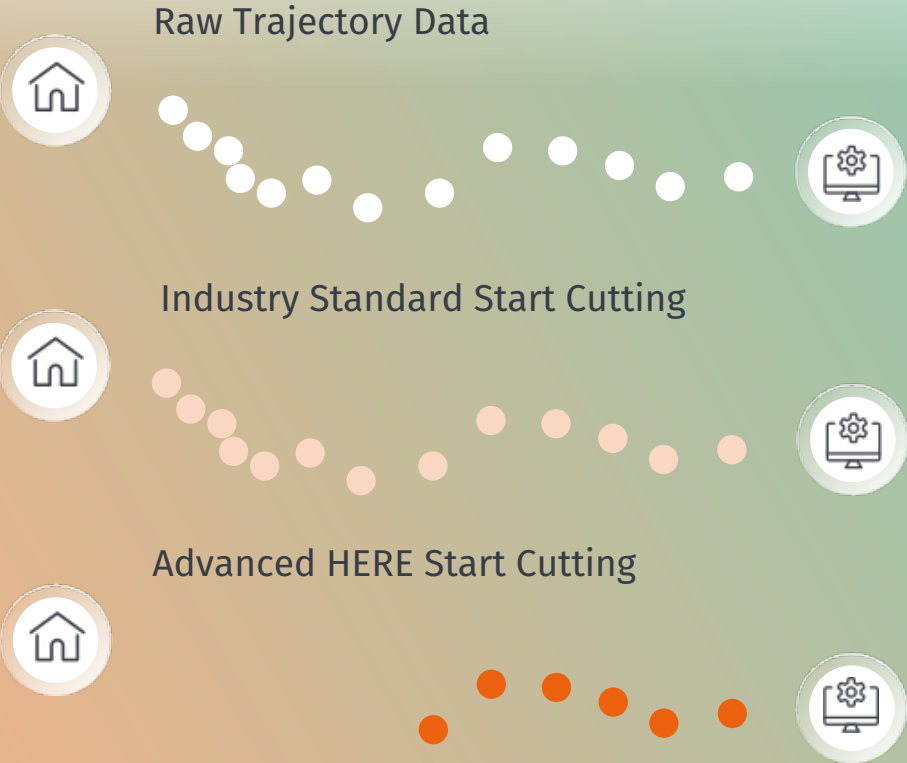 Raw Trajectory Data
Industry Standard Start Cutting
Advanced HERE Start Cutting